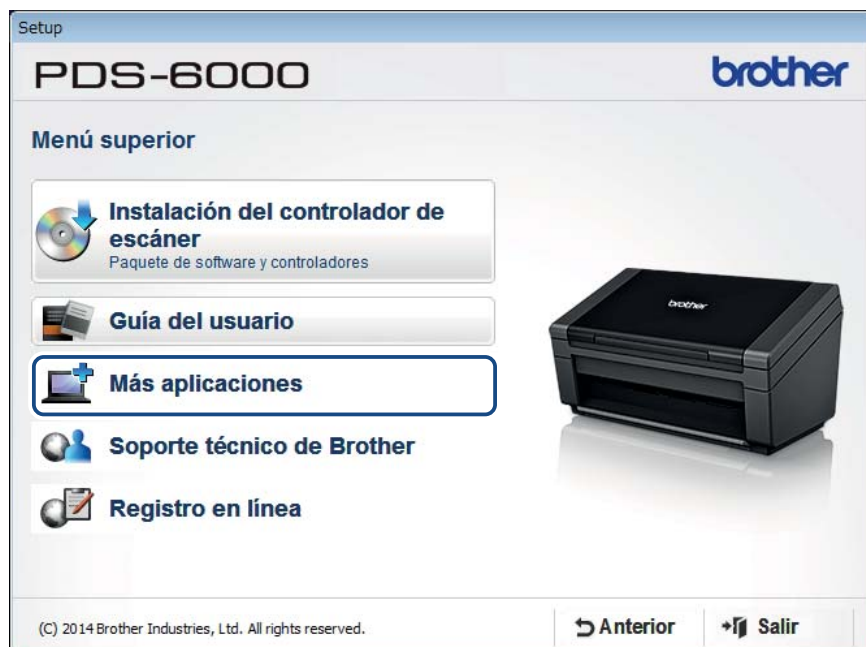 Setup
PDS-6000
brother
Menú superior
Instalación del controlador de
escáner
Paquete de software y controladores
Guía del usuario
brother
Más aplicaciones
Soporte técnico de Brother
Registro en línea
(C) 2014 Brother Industries, Ltd. All rights reserved.
Anterior
Salir